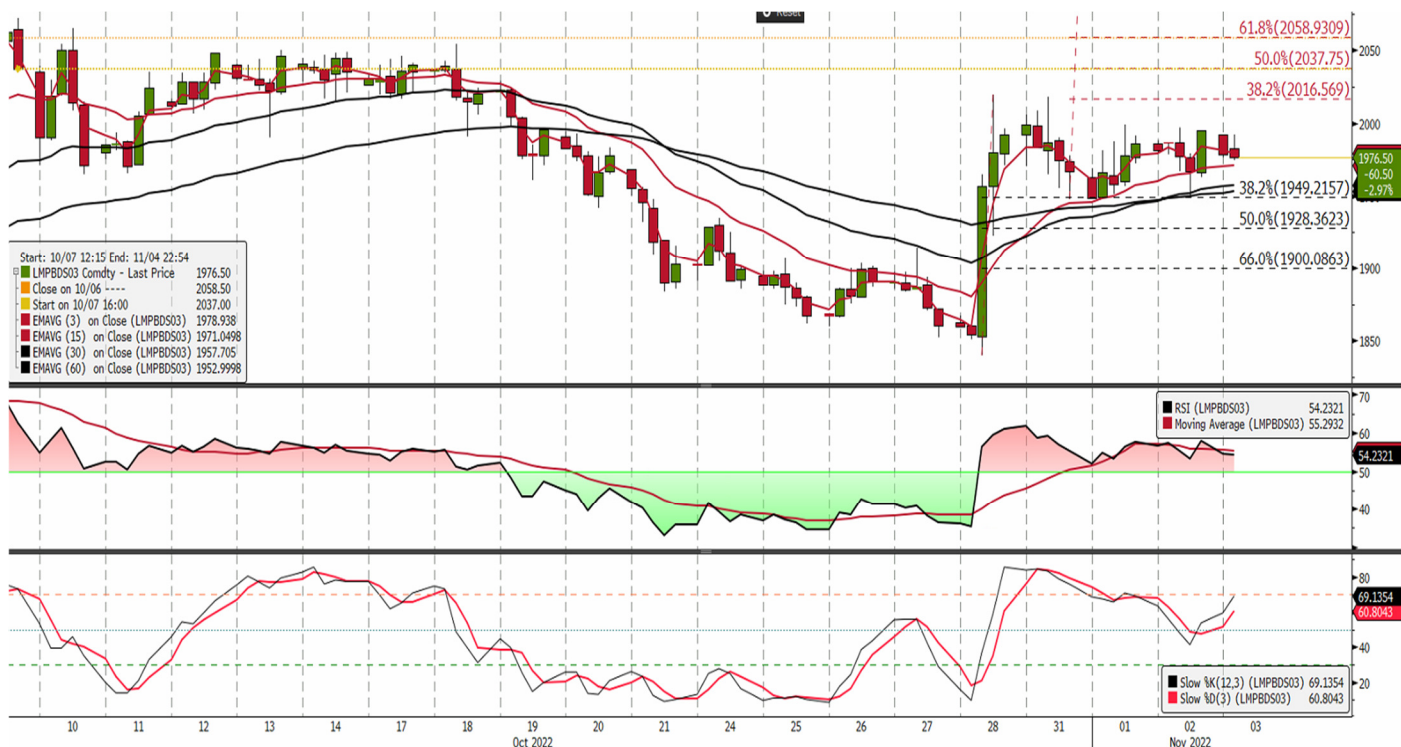 Reset
61.8%(2058.9309)
50.0%(2037.75)
38.2%(2016.569)
38.2%(1949.2157)
50.0%(1928.3623)
66.0%(1900.0863)
2050
2000
1976.50
-60.50
-2.97%
1900
1850
Start: 10/07 12:15 End: 11/04 22:54
LMPBDS03 Comdty - Last Price 1976.50
Close on 10/06 ---- 2058.50
Start on 10/07 16:00 2037.00
EMAVG (3) on Close (LMPBDS03) 1978.938
EMAVG (15) on Close (LMPBDS03) 1971.0498
EMAVG (30) on Close (LMPBDS03) 1957.705
EMAVG (60) on Close (LMPBDS03) 1952.9998
RSI (LMPBDS03) 54.2321
Moving Average (LMPBDS03) 55.2932
70
60
54.2321
50
40
80
69.1354
60.8043
40
20
Slow %K(12,3) (LMPBDS03) 69.1354
Slow %D(3) (LMPBDS03) 60.8043
10 11 12 13 14 16 17 18 19 20 21 24 25 26 27 28 31 01 02 03
Oct 2022 Nov 2022